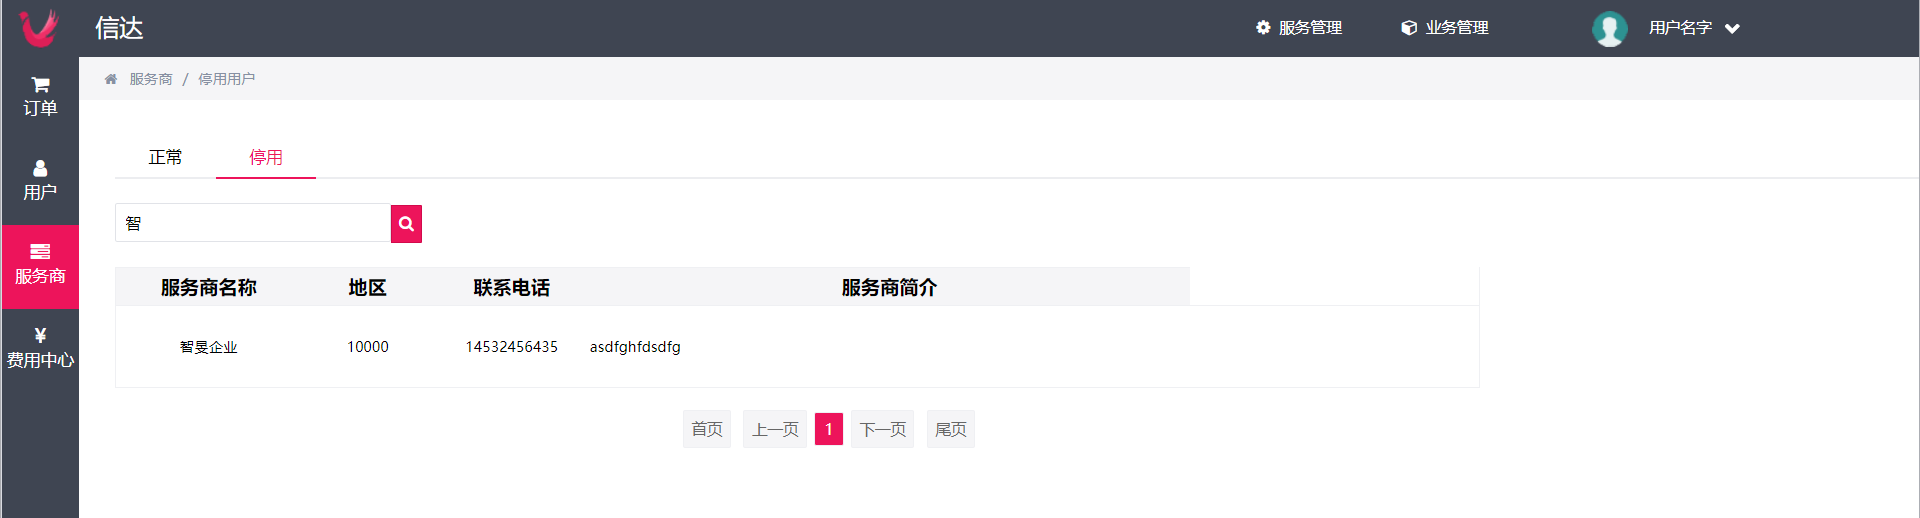 信达
服务管理
业务管理
用户名字
服务商 / 停用用户
订单
用户
服务商
¥
费用中心
正常
停用
智
服务商名称 地区 联系电话 服务商简介
智旻企业 10000 14532456435 asdfghfdsdfg
首页 上一页 1 下一页 尾页